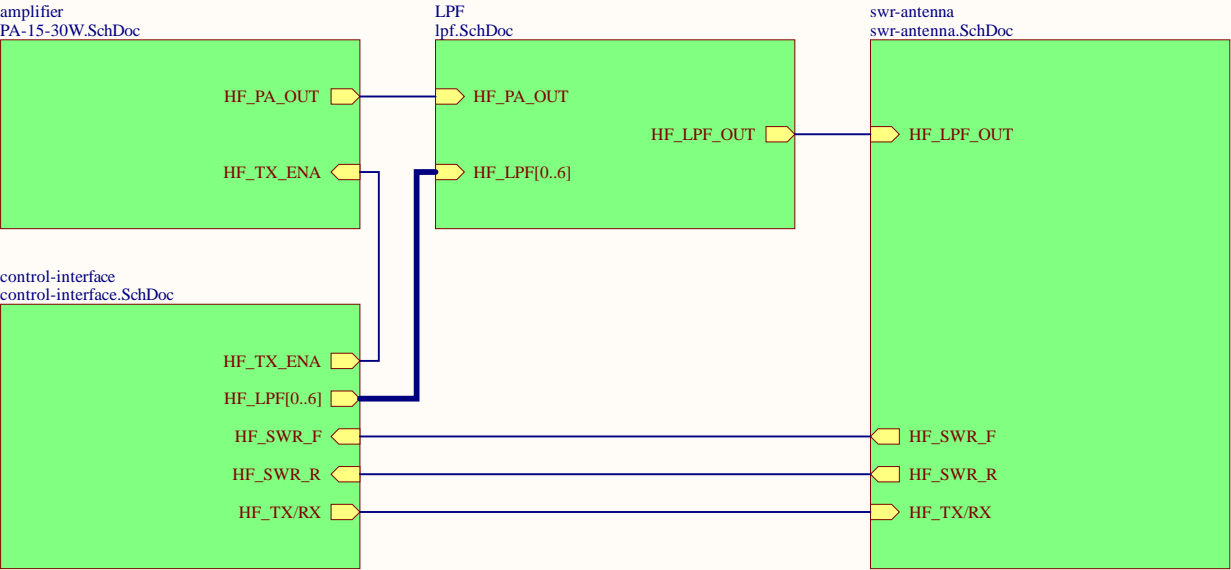 amplifier
PA-15-30W.SchDoc
HF_PA_OUT
HF_TX_ENA
LPF
lpf.SchDoc
HF_PA_OUT
HF_LPF_OUT
HF_LPF[0..6]
swr-antenna
swr-antenna.SchDoc
HF_LPF_OUT
HF_SWR_F
HF_SWR_R
HF_TX/RX
control-interface
control-interface.SchDoc
HF_TX_ENA
HF_LPF[0..6]
HF_SWR_F
HF_SWR_R
HF_TX/RX